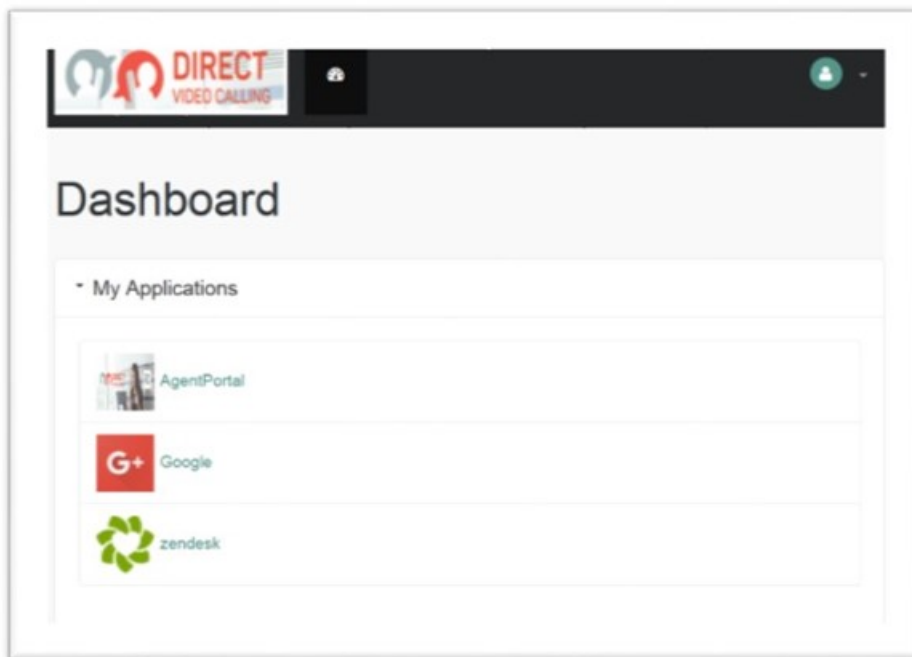 DIRECT
VIDEO CALLING
Dashboard
My Applications
AgentPortal
G+ Google
zendesk